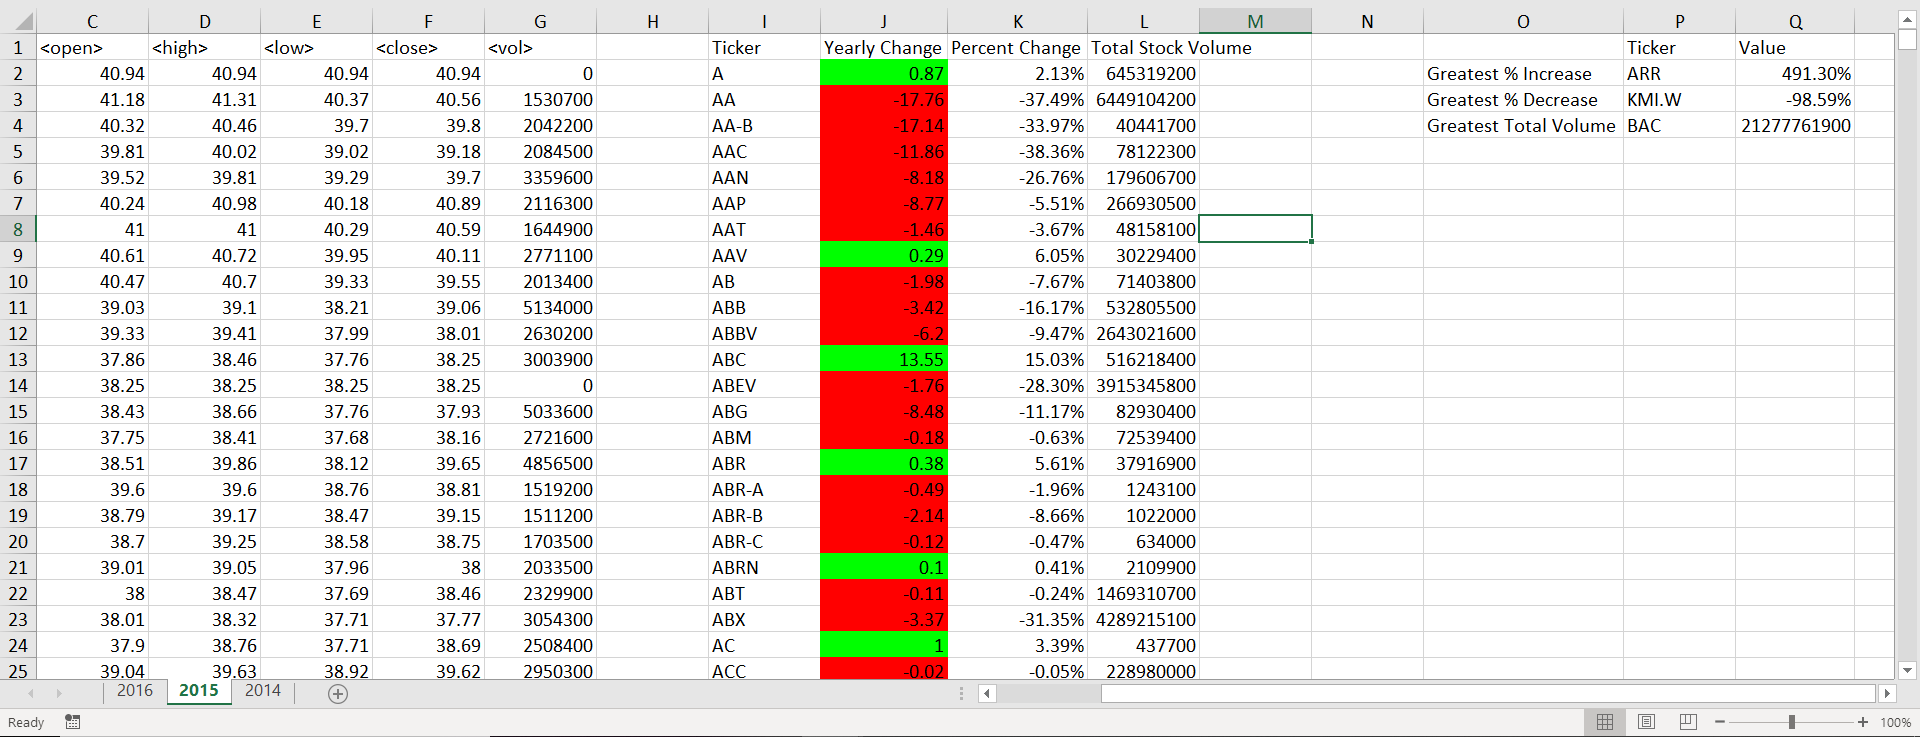 C D E F G H I J K L M N O P Q
1 <open> <high> <low> <close> <vol> Ticker Yearly Change Percent Change Total Stock Volume Ticker Value
2 40.94 40.94 40.94 40.94 0 A 0.87 2.13% 645319200 Greatest % Increase ARR 491.30%
3 41.18 41.31 40.37 40.56 1530700 AA -17.76 -37.49% 6449104200 Greatest % Decrease KMI.W -98.59%
4 40.32 40.46 39.7 39.8 2042200 AA-B -17.14 -33.97% 40441700 Greatest Total Volume BAC 21277761900
5 39.81 40.02 39.02 39.18 2084500 AAC -11.86 -38.36% 78122300
6 39.52 39.81 39.29 39.7 3359600 AAN -8.18 -26.76% 179606700
7 40.24 40.98 40.18 40.89 2116300 AAP -8.77 -5.51% 266930500
8 41 41 40.29 40.59 1644900 AAT -1.46 -3.67% 48158100
9 40.61 40.72 39.95 40.11 2771100 AAV 0.29 6.05% 30229400
10 40.47 40.7 39.33 39.55 2013400 AB -1.98 -7.67% 71403800
11 39.03 39.1 38.21 39.06 5134000 ABB -3.42 -16.17% 532805500
12 39.33 39.41 37.99 38.01 2630200 ABBV -6.2 -9.47% 2643021600
13 37.86 38.46 37.76 38.25 3003900 ABC 13.55 15.03% 516218400
14 38.25 38.25 38.25 38.25 0 ABEV -1.76 -28.30% 3915345800
15 38.43 38.66 37.76 37.93 5033600 ABG -8.48 -11.17% 82930400
16 37.75 38.41 37.68 38.16 2721600 ABM -0.18 -0.63% 72539400
17 38.51 39.86 38.12 39.65 4856500 ABR 0.38 5.61% 37916900
18 39.6 39.6 38.76 38.81 1519200 ABR-A -0.49 -1.96% 1243100
19 38.79 39.17 38.47 39.15 1511200 ABR-B -2.14 -8.66% 1022000
20 38.7 39.25 38.58 38.75 1703500 ABR-C -0.12 -0.47% 634000
21 39.01 39.05 37.96 38 2033500 ABRN 0.1 0.41% 2109900
22 38 38.47 37.69 38.46 2329900 ABT -0.11 -0.24% 1469310700
23 38.01 38.32 37.71 37.77 3054300 ABX -3.37 -31.35% 4289215100
24 37.9 38.76 37.71 38.69 2508400 AC 1 3.39% 437700
25 39.04 39.63 38.92 39.62 2950300 ACC -0.02 -0.05% 228980000
2016 2015 2014
Ready 100%